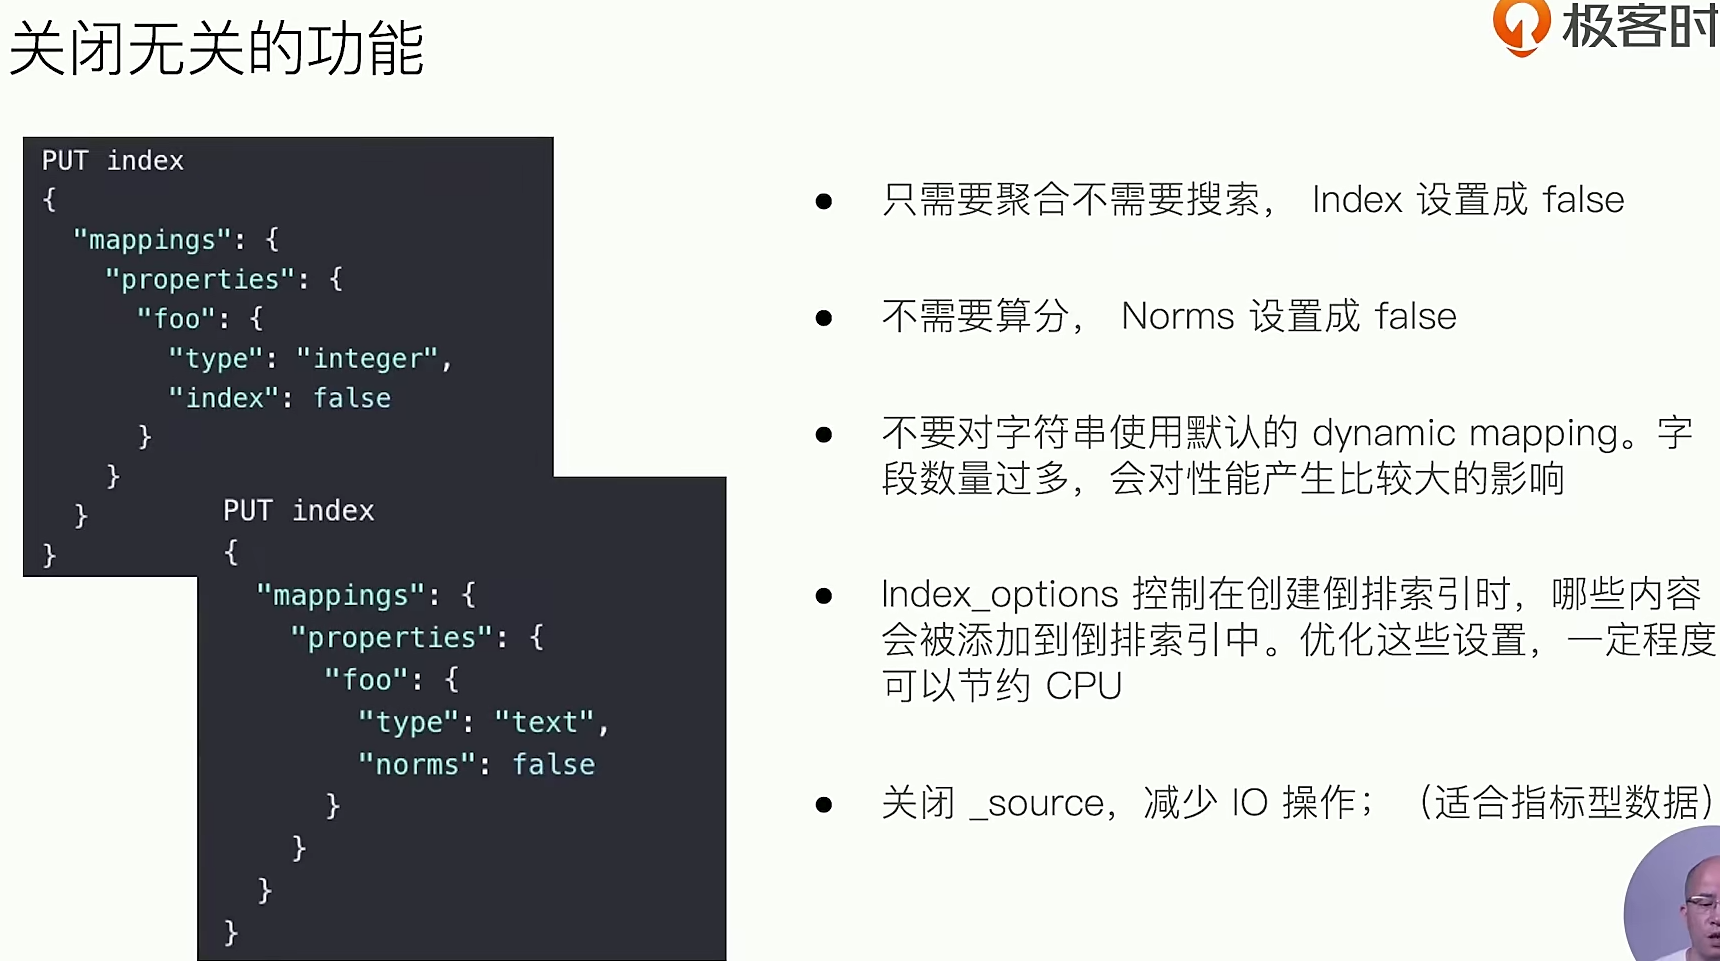 关闭无关的功能
极客时
PUT index
{
"mappings": {
"properties": {
"foo": {
"type": "integer",
"index": false
}
}
}
}
PUT index
{
"mappings": {
"properties": {
"foo": {
"type": "text",
"norms": false
}
}
}
}
● 只需要聚合不需要搜索， Index 设置成 false
● 不需要算分， Norms 设置成 false
● 不要对字符串使用默认的 dynamic mapping。字
段数量过多，会对性能产生比较大的影响
● Index_options 控制在创建倒排索引时，哪些内容
会被添加到倒排索引中。优化这些设置，一定程度
可以节约 CPU
● 关闭 _source，减少 IO 操作；（适合指标型数据）